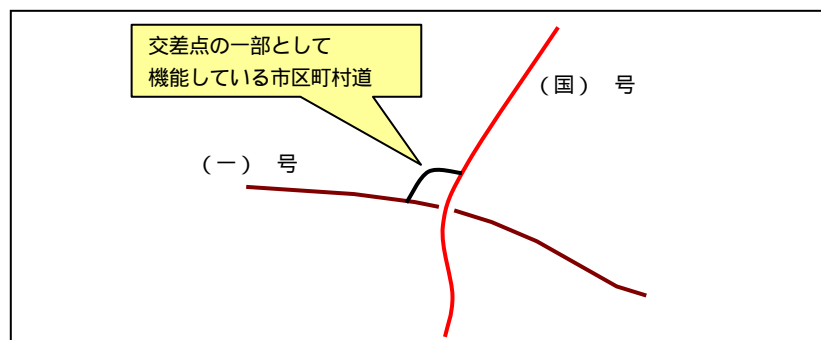 交差点の一部として
機能している市区町村道
（国） 号
（一） 号